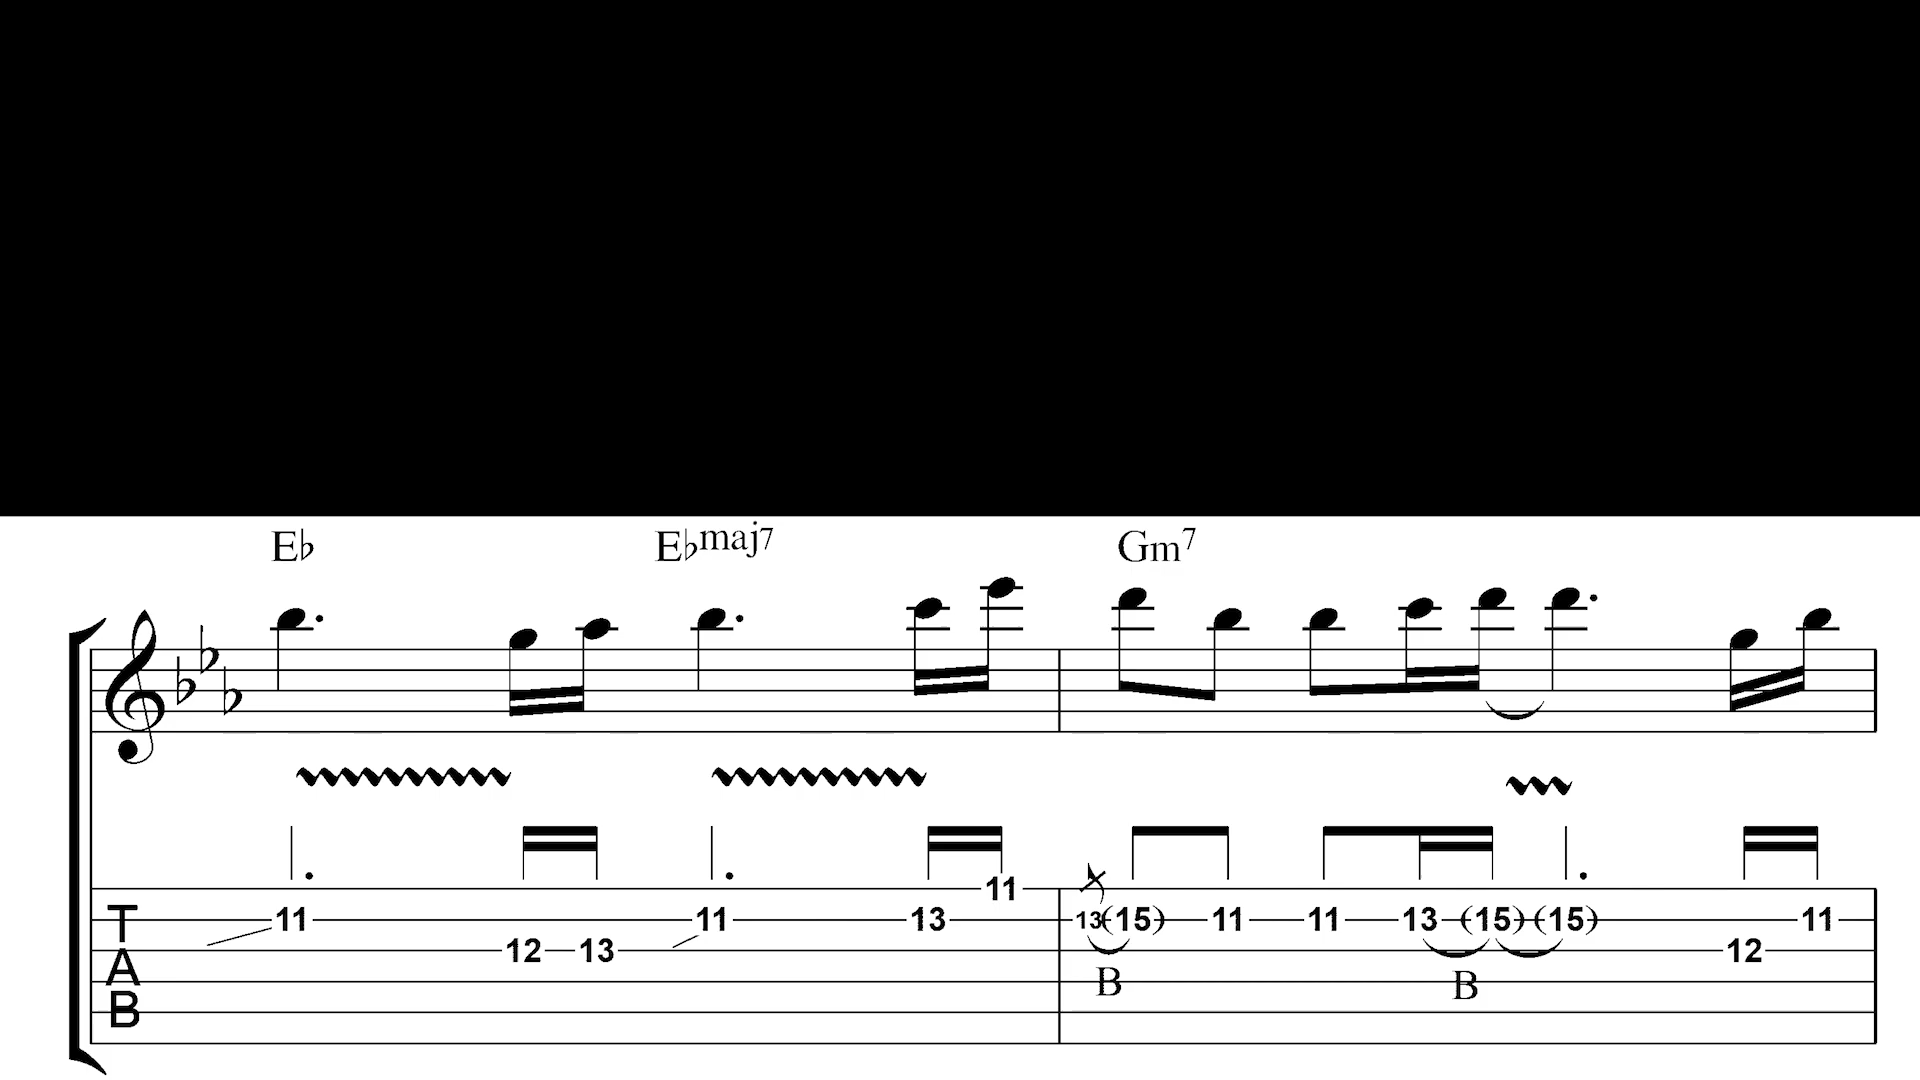 E♭ E♭maj7 Gm7
11
T 11 11 13 13 (15) 11 11 13 (15) (15) 11
A 12 13 12
B B
B